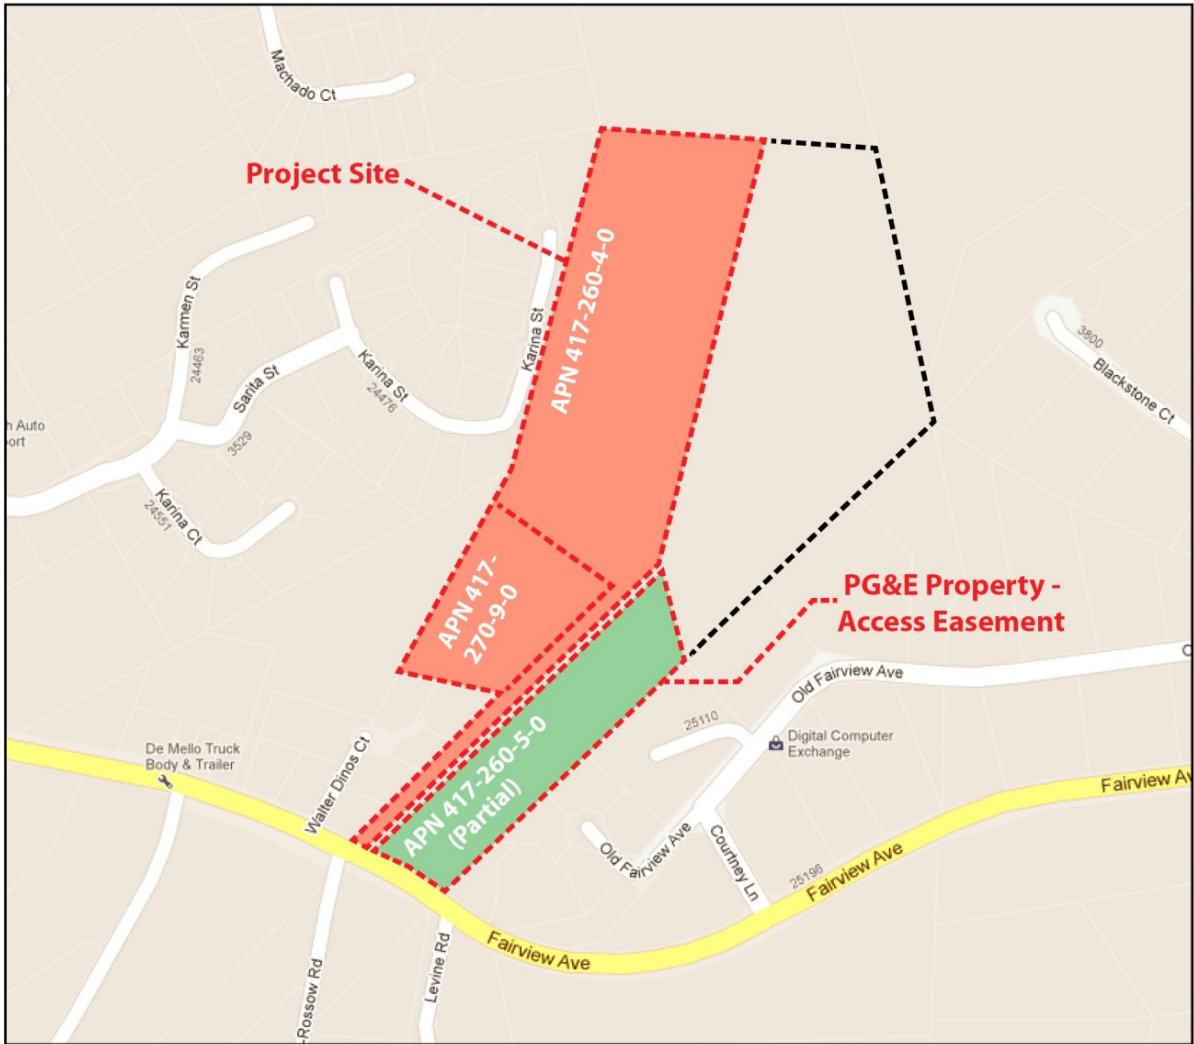 Machado Ct
Project Site
APN 417-260-4-0
Karmen St
24463
Karina St
3800
Blackstone Ct
Sarita St
Karina St
24476
h Auto
ort
3529
Karina Ct
24551
APN 417-
270-9-0
PG&E Property -
Access Easement
Old Fairview Ave
25110
Digital Computer
Exchange
De Mello Truck
Body & Trailer
Walter Dinos Ct
APN 417-260-5-0
(Partial)
Fairview Av
Old Fairview Ave
Courtney Ln
25196
Fairview Ave
Fairview Ave
Levine Rd
-Rossow Rd